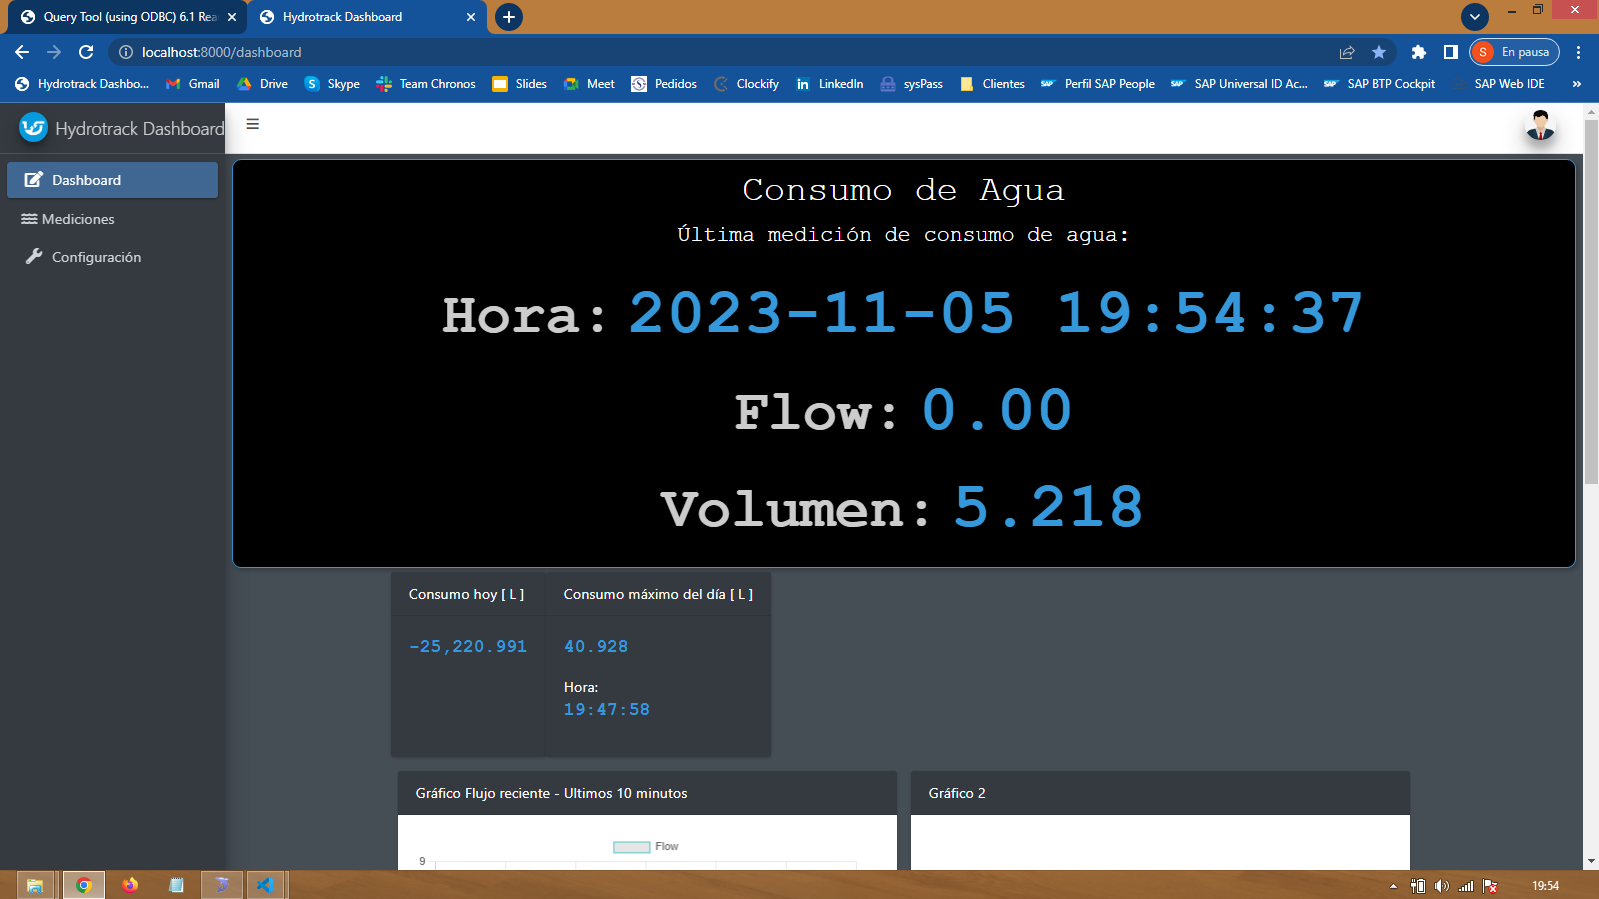 Query Tool (using ODBC) 6.1 Rea
Hydrotrack Dashboard
localhost:8000/dashboard
S
En pausa
Hydrotrack Dashbo...
Gmail
Drive
Skype
Team Chronos
Slides
Meet
Pedidos
Clockify
LinkedIn
sysPass
Clientes
Perfil SAP People
SAP Universal ID Ac...
SAP BTP Cockpit
SAP Web IDE
»
Hydrotrack Dashboard
Dashboard
Mediciones
Configuración
Consumo de Agua
Última medición de consumo de agua:
Hora: 2023-11-05 19:54:37
Flow: 0.00
Volumen: 5.218
Consumo hoy [ L ]
-25,220.991
Consumo máximo del día [ L ]
40.928
Hora:
19:47:58
Gráfico Flujo reciente - Ultimos 10 minutos
Flow
9
Gráfico 2
19:54